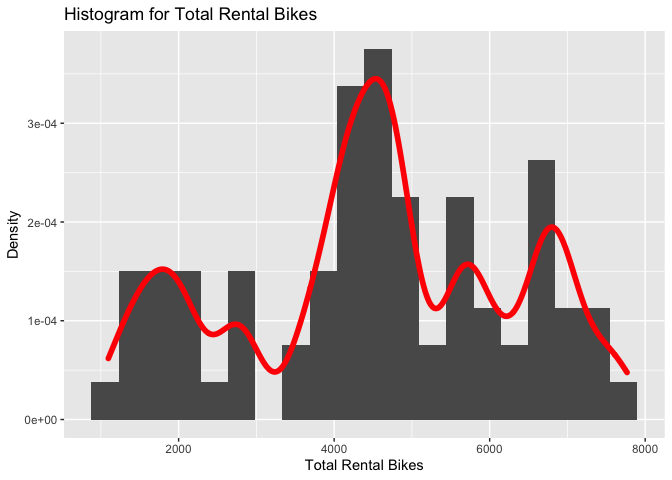 Histogram for Total Rental Bikes
Density
3e-04
2e-04
1e-04
0e+00
2000 4000 6000 8000
Total Rental Bikes